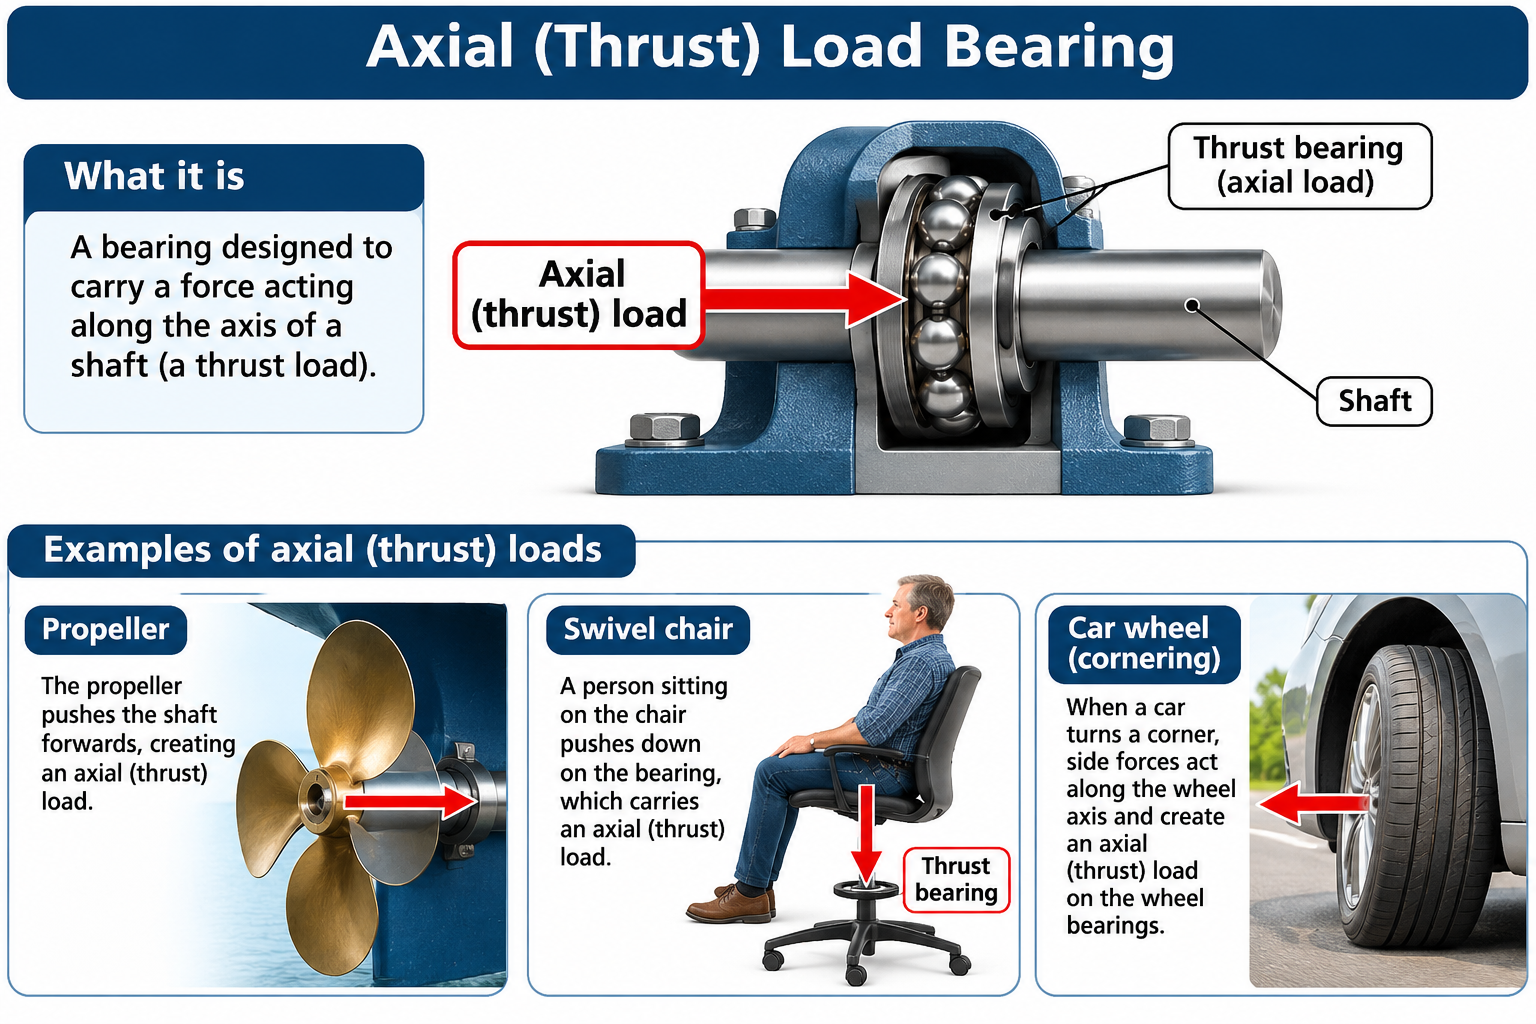 Axial (Thrust) Load Bearing
What it is
A bearing designed to
carry a force acting
along the axis of a
shaft (a thrust load).
Axial
(thrust) load
Thrust bearing
(axial load)
Shaft
Examples of axial (thrust) loads
Propeller
The propeller
pushes the shaft
forwards, creating
an axial (thrust)
load.
Swivel chair
A person sitting
on the chair
pushes down
on the bearing,
which carries
an axial (thrust)
load.
Thrust
bearing
Car wheel
(cornering)
When a car
turns a corner,
side forces act
along the wheel
axis and create
an axial
(thrust) load
on the wheel
bearings.